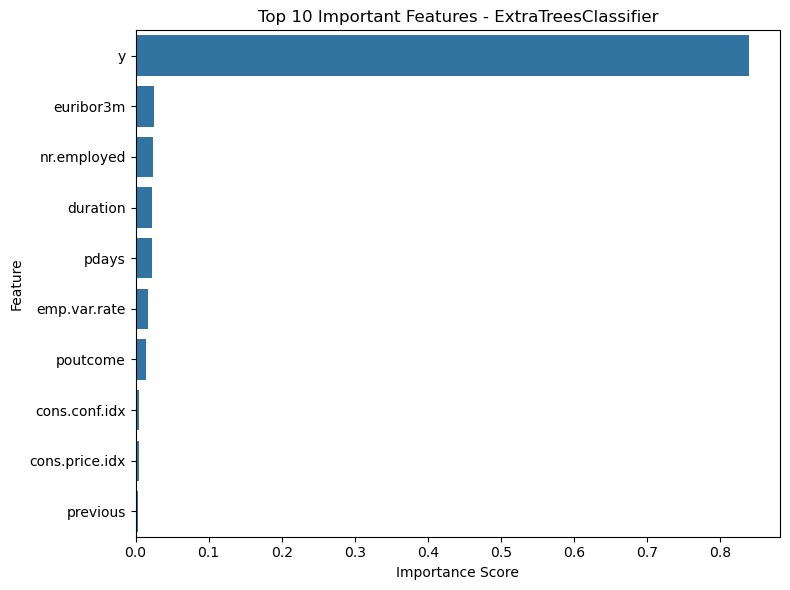 Top 10 Important Features - ExtraTreesClassifier
Feature
y
euribor3m
nr.employed
duration
pdays
emp.var.rate
poutcome
cons.conf.idx
cons.price.idx
previous
0.0 0.1 0.2 0.3 0.4 0.5 0.6 0.7 0.8
Importance Score